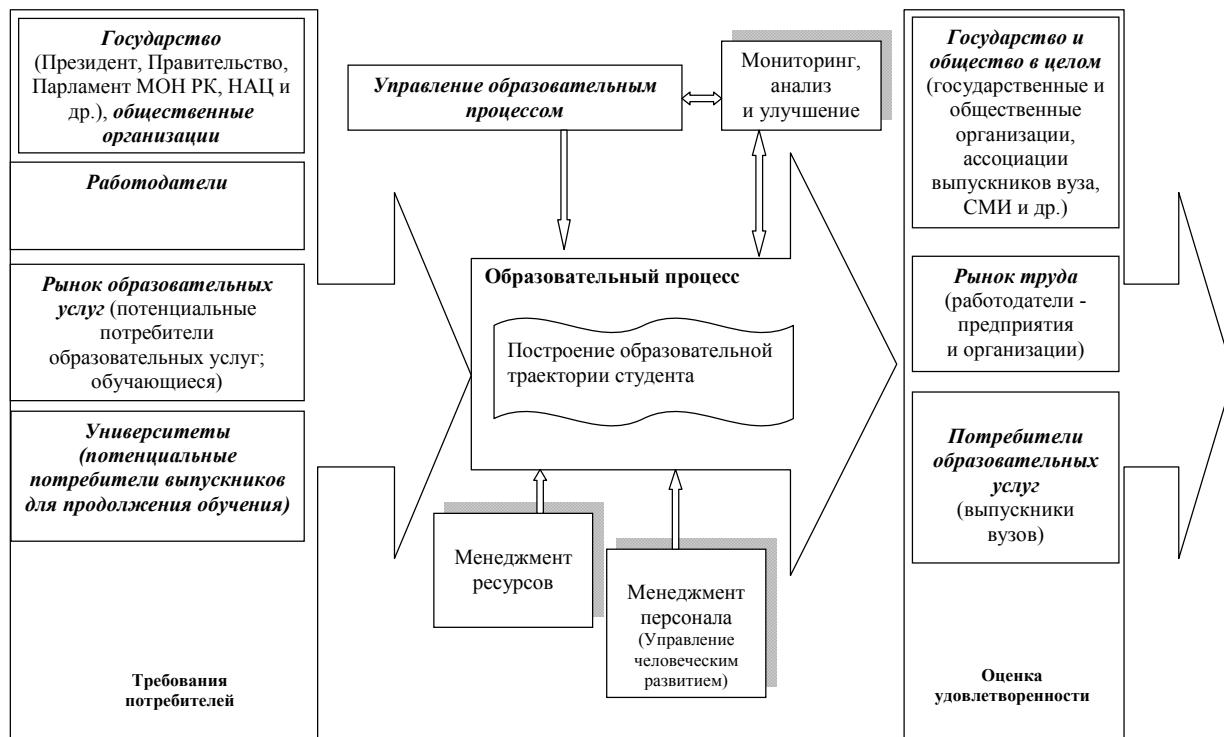 Государство
(Президент, Правительство,
Парламент МОН РК, НАЦ и
др.), общественные
организации
Работодатели
Рынок образовательных
услуг (потенциальные
потребители
образовательных услуг;
обучающиеся)
Университеты
(потенциальные
потребители выпускников
для продолжения обучения)
Требования
потребителей
Управление образовательным
процессом
Мониторинг,
анализ
и улучшение
Образовательный процесс
Построение образовательной
траектории студента
Менеджмент
ресурсов
Менеджмент
персонала
(Управление
человеческим
развитием)
Государство и
общество в целом
(государственные и
общественные
организации,
ассоциации
выпускников вуза,
СМИ и др.)
Рынок труда
(работодатели -
предприятия
и организации)
Потребители
образовательных
услуг
(выпускники
вузов)
Оценка
удовлетворенности